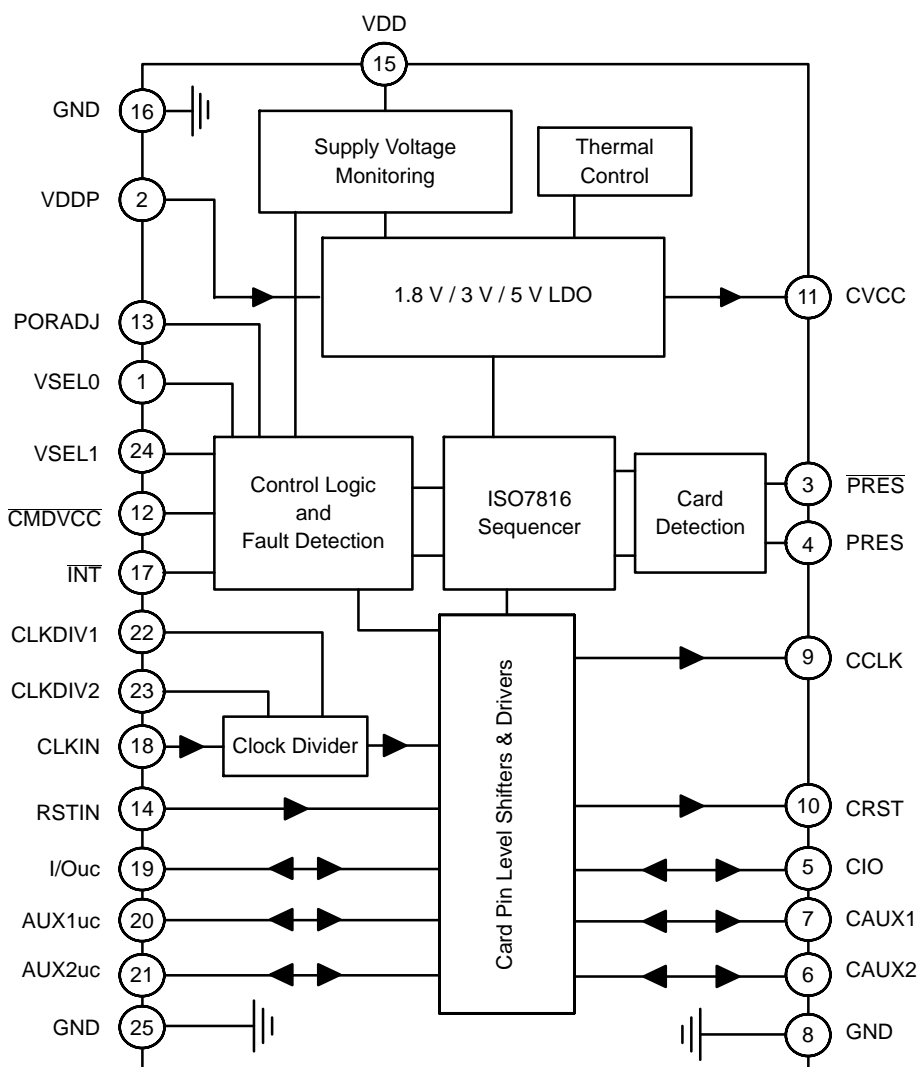 VDD
15
GND
16
Supply Voltage
Monitoring
Thermal
Control
VDDP
2
1.8 V / 3 V / 5 V LDO
11
CVCC
PORADJ
13
VSEL0
1
VSEL1
24
CMDVCC
12
INT
17
Control Logic
and
Fault Detection
ISO7816
Sequencer
Card
Detection
3
PRES
4
PRES
CLKDIV1
22
CLKDIV2
23
CLKIN
18
Clock Divider
Card Pin Level Shifters & Drivers
9
CCLK
RSTIN
14
10
CRST
I/Ouc
19
5
CIO
AUX1uc
20
7
CAUX1
AUX2uc
21
6
CAUX2
GND
25
8
GND